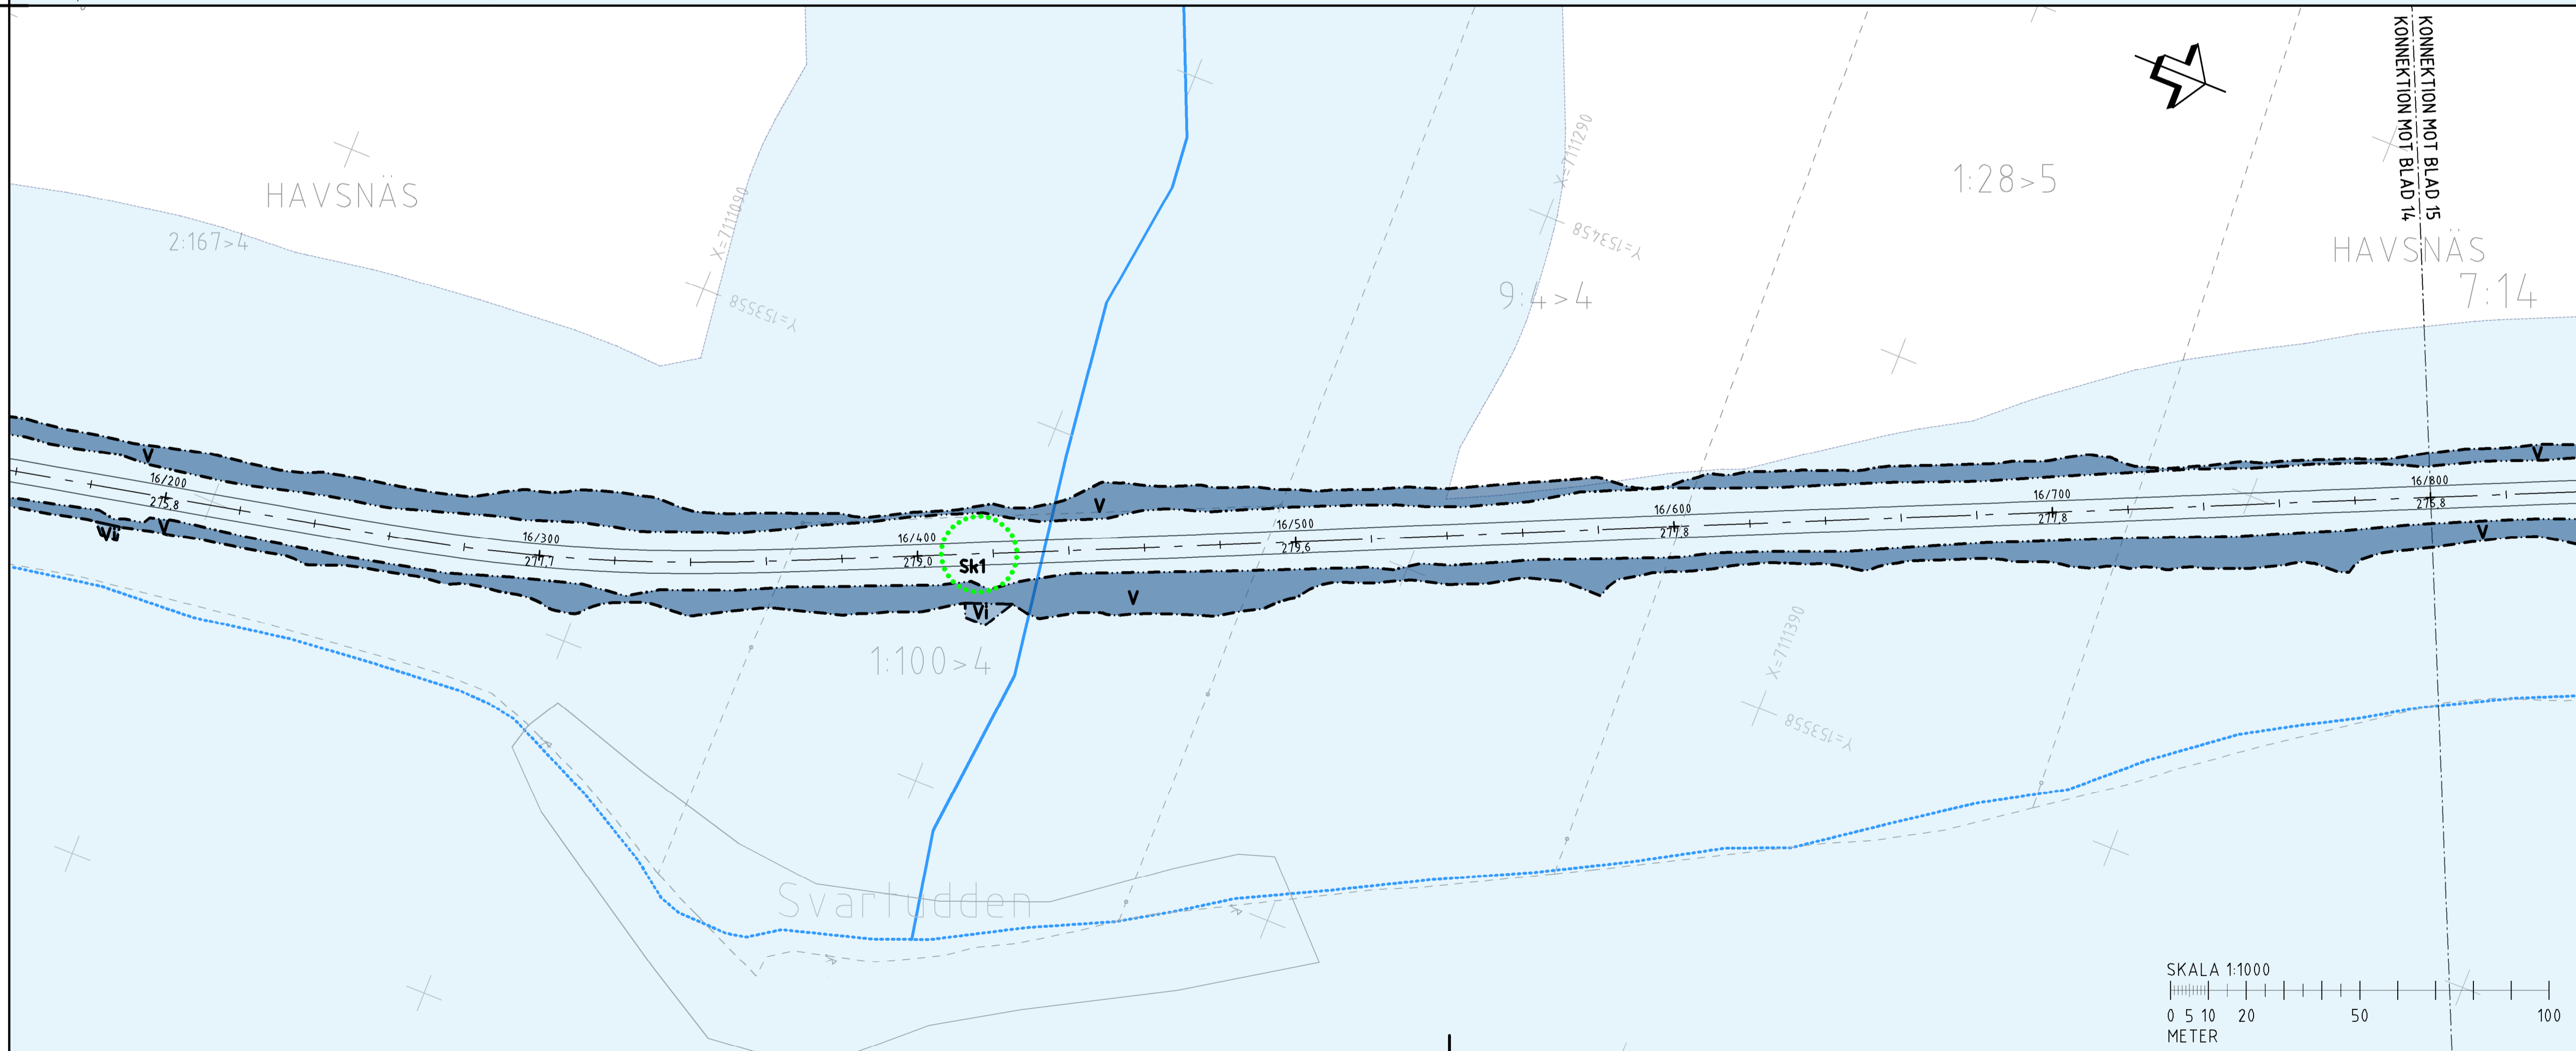 KONNEKTION MOT BLAD 15
KONNEKTION MOT BLAD 14
X=7111290
1:28>5
HAVSNÄS
X=7111090
2:167>4
Y=153458
HAVSNÄS
7:14
9:4>4
Y=153558
V
V
V
16/200
275,8
16/300
277,7
16/400
279,0
16/500
279,6
16/600
277,8
16/700
277,8
16/800
275,8
Vi
V
V
Sk1
Vi
V
1:100>4
X=7111390
Y=153558
Svartudden
SKALA 1:1000
0 5 10 20 50 100
METER